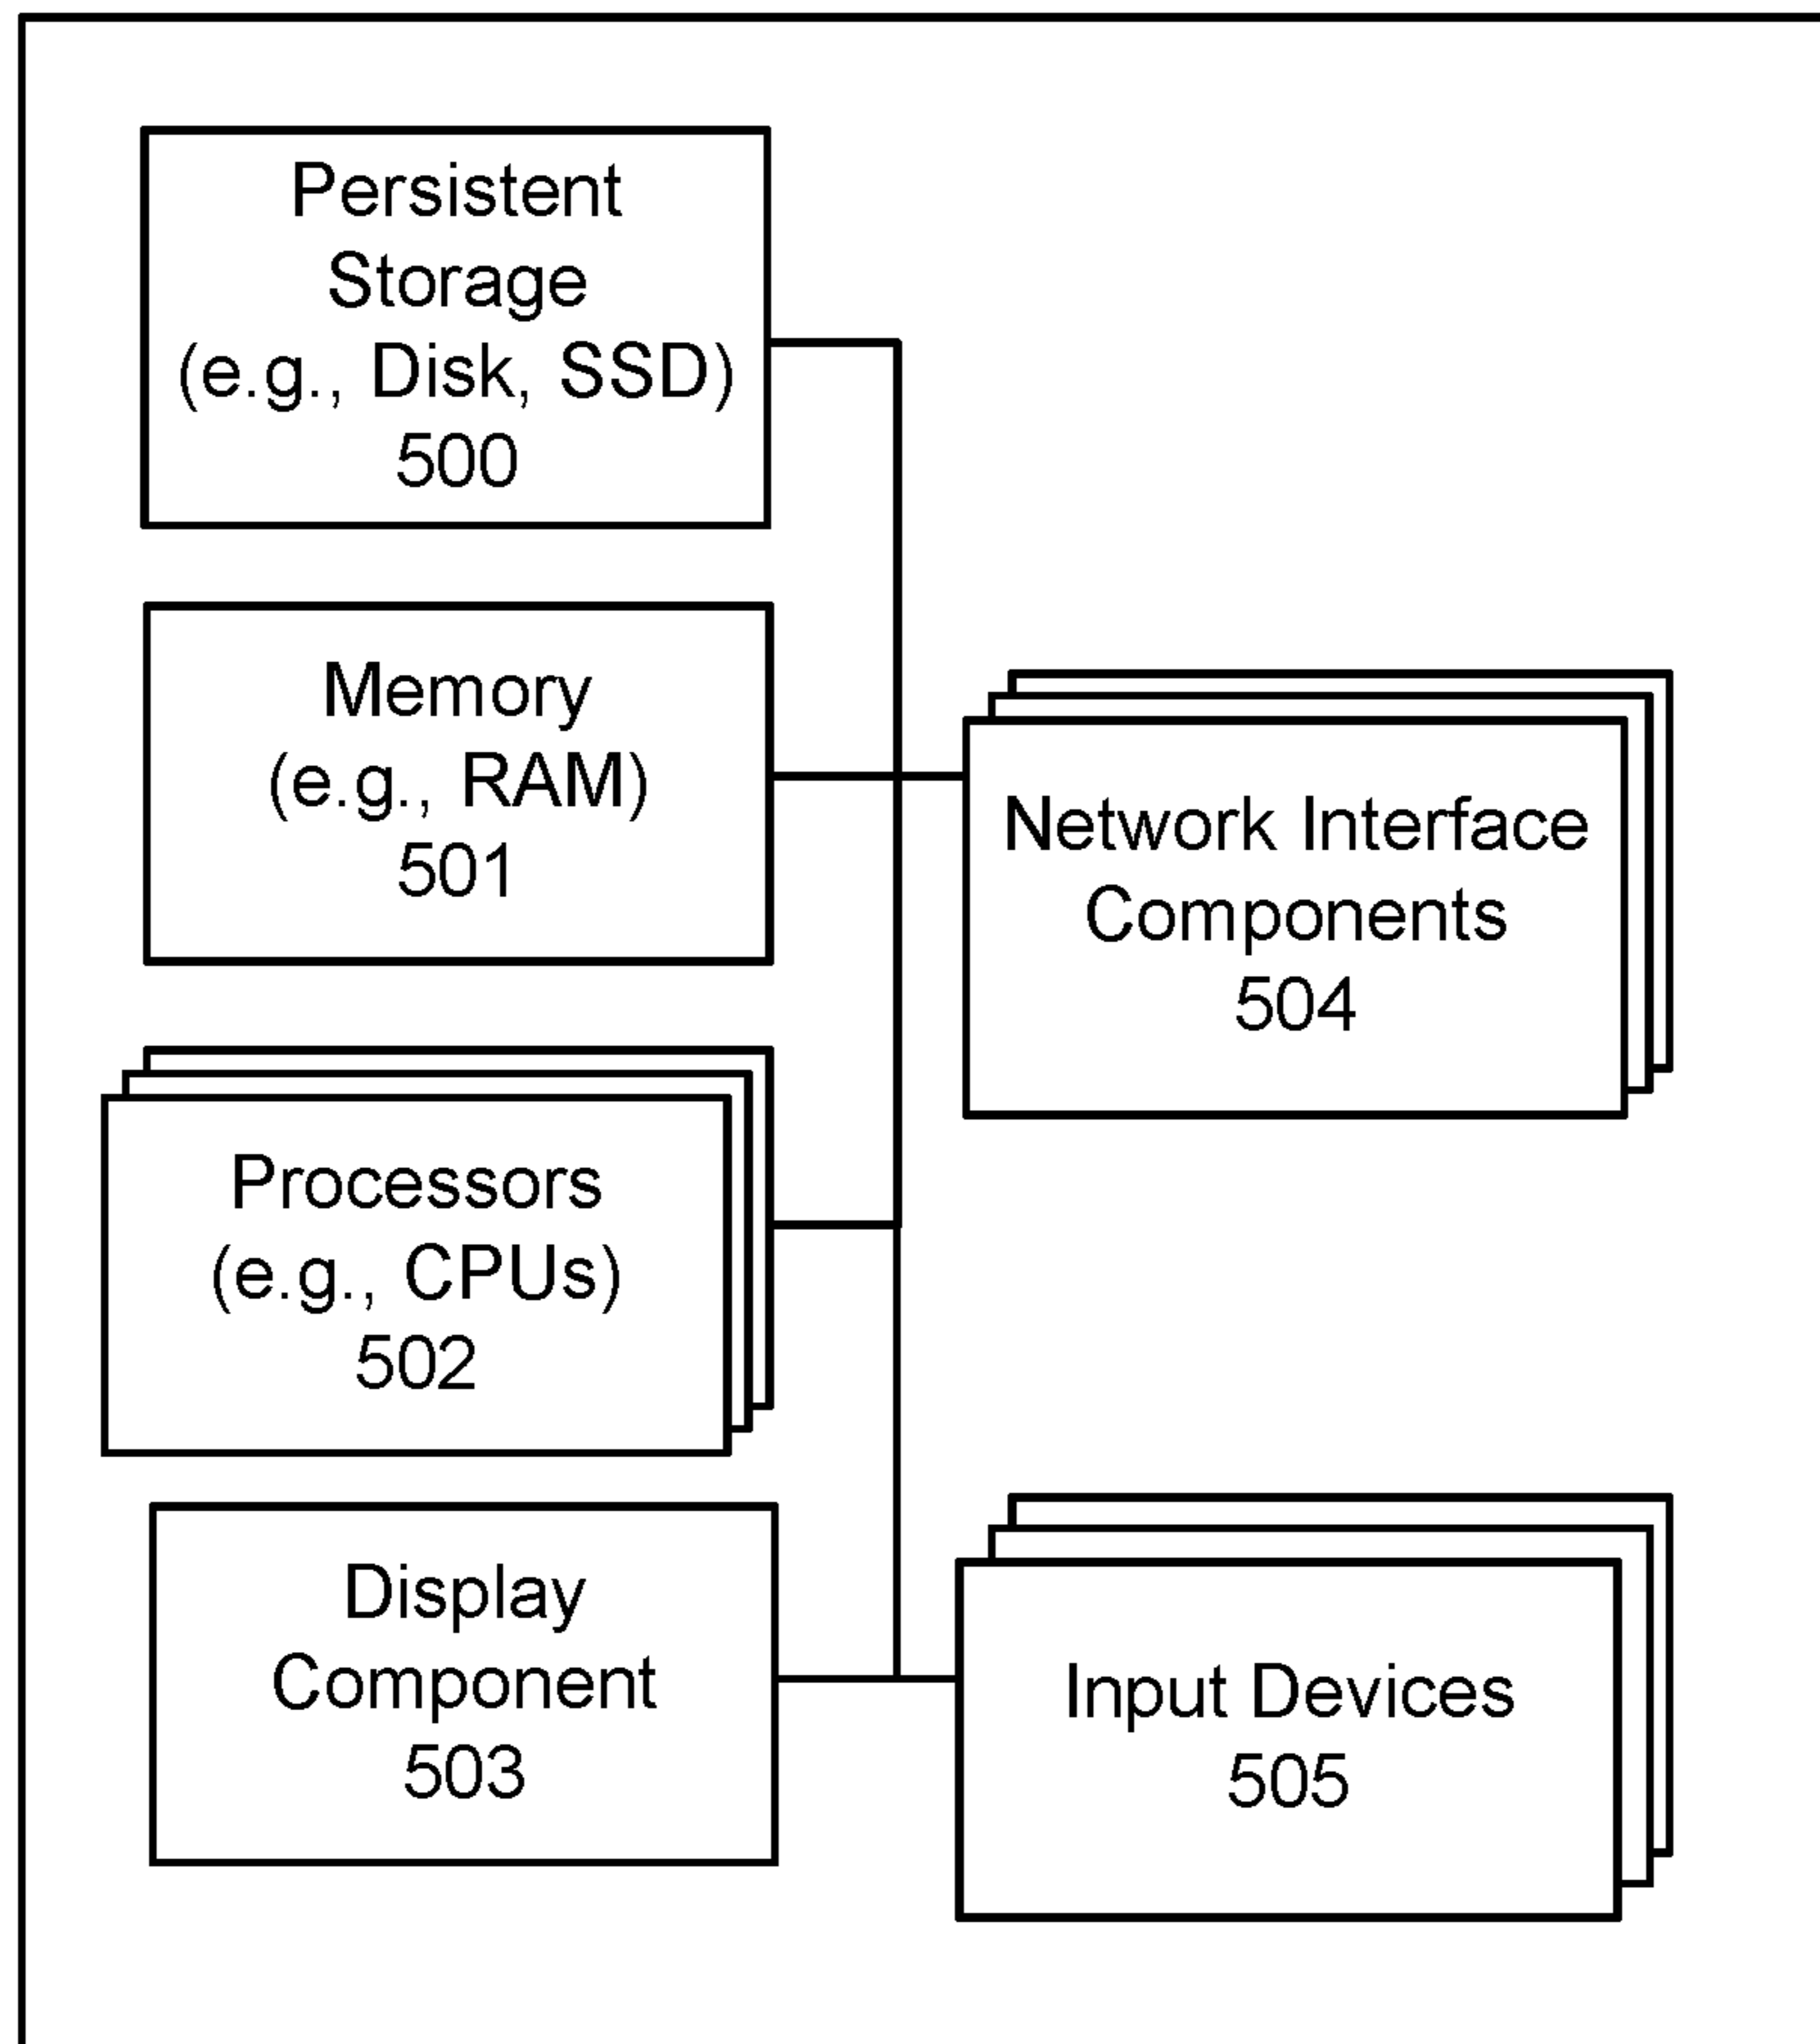 Persistent
Storage
(e.g., Disk, SSD)
500
Memory
(e.g., RAM)
501
Network Interface
Components
504
Processors
(e.g., CPUs)
502
Display
Component
503
Input Devices
505